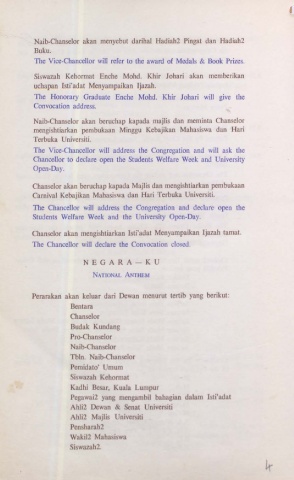 Naib-Chanselor akan menyebut darihal Hadiah2 Pingat dan Hadiah2
Buku.
The Vice-Chancellor will refer to the award of Medals & Book Prizes.
Siswazah Kehormat Enche Mohd. Khir Johari akan memberikan
uchapan Isti'adat Menyampaikan Ijazah.
The Honorary Graduate Enche Mohd. Khir Johari will give the
Convocation address.
Naib-Chanselor akan beruchap kapada majlis dan meminta Chanselor
mengishtiarkan pembukaan Minggu Kebajikan Mahasiswa dan Hari
Terbuka Universiti.
The Vice-Chancellor will address the Congregation and will ask the
Chancellor to declare open the Students Welfare Week and University
Open-Day.
Chanselor akan beruchap kapada Majlis dan mengishtiarkan pembukaan
Carnival Kebajikan Mahasiswa dan Hari Terbuka Universiti.
The Chancellor will address the Congregation and declare open the
Students Welfare Week and the University Open-Day.
Chanselor akan mengishtiarkan Isti'adat Menyampaikan Ijazah tamat.
The Chancellor will declare the Convocation closed.
NEGARA—KU
NATIONAL ANTHEM
Perarakan akan keluar dari Dewan menurut tertib yang berikut:
Bentara
Chanselor
Budak Kundang
Pro-Chanselor
Naib-Chanselor
Tbln. Naib-Chanselor
Pemidato' Umum
Siswazah Kehormat
Kadhi Besar, Kuala Lumpur
Pegawai2 yang mengambil bahagian dalam Isti'adat
Ahli2 Dewan & Senat Universiti
Ahli2 Majlis Universiti
Pensharah2
Wakil2 Mahasiswa
Siswazah2.
4